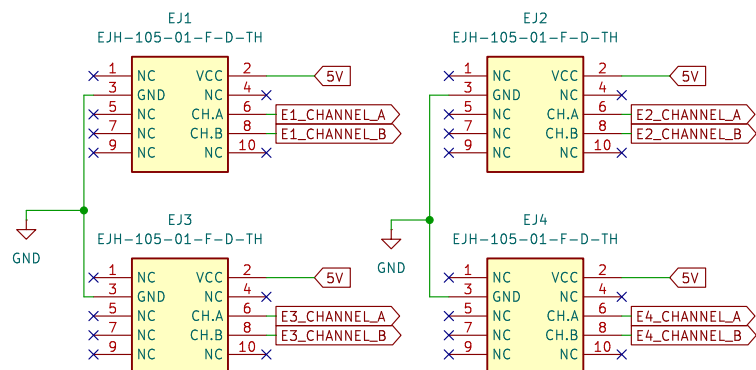 EJ1
EJH-105-01-F-D-TH
1 NC VCC 2 5V
3 GND NC 4
5 NC CH.A 6 E1_CHANNEL_A
7 NC CH.B 8 E1_CHANNEL_B
9 NC NC 10
EJ2
EJH-105-01-F-D-TH
1 NC VCC 2 5V
3 GND NC 4
5 NC CH.A 6 E2_CHANNEL_A
7 NC CH.B 8 E2_CHANNEL_B
9 NC NC 10
GND
GND
EJ3
EJH-105-01-F-D-TH
1 NC VCC 2 5V
3 GND NC 4
5 NC CH.A 6 E3_CHANNEL_A
7 NC CH.B 8 E3_CHANNEL_B
9 NC NC 10
EJ4
EJH-105-01-F-D-TH
1 NC VCC 2 5V
3 GND NC 4
5 NC CH.A 6 E4_CHANNEL_A
7 NC CH.B 8 E4_CHANNEL_B
9 NC NC 10